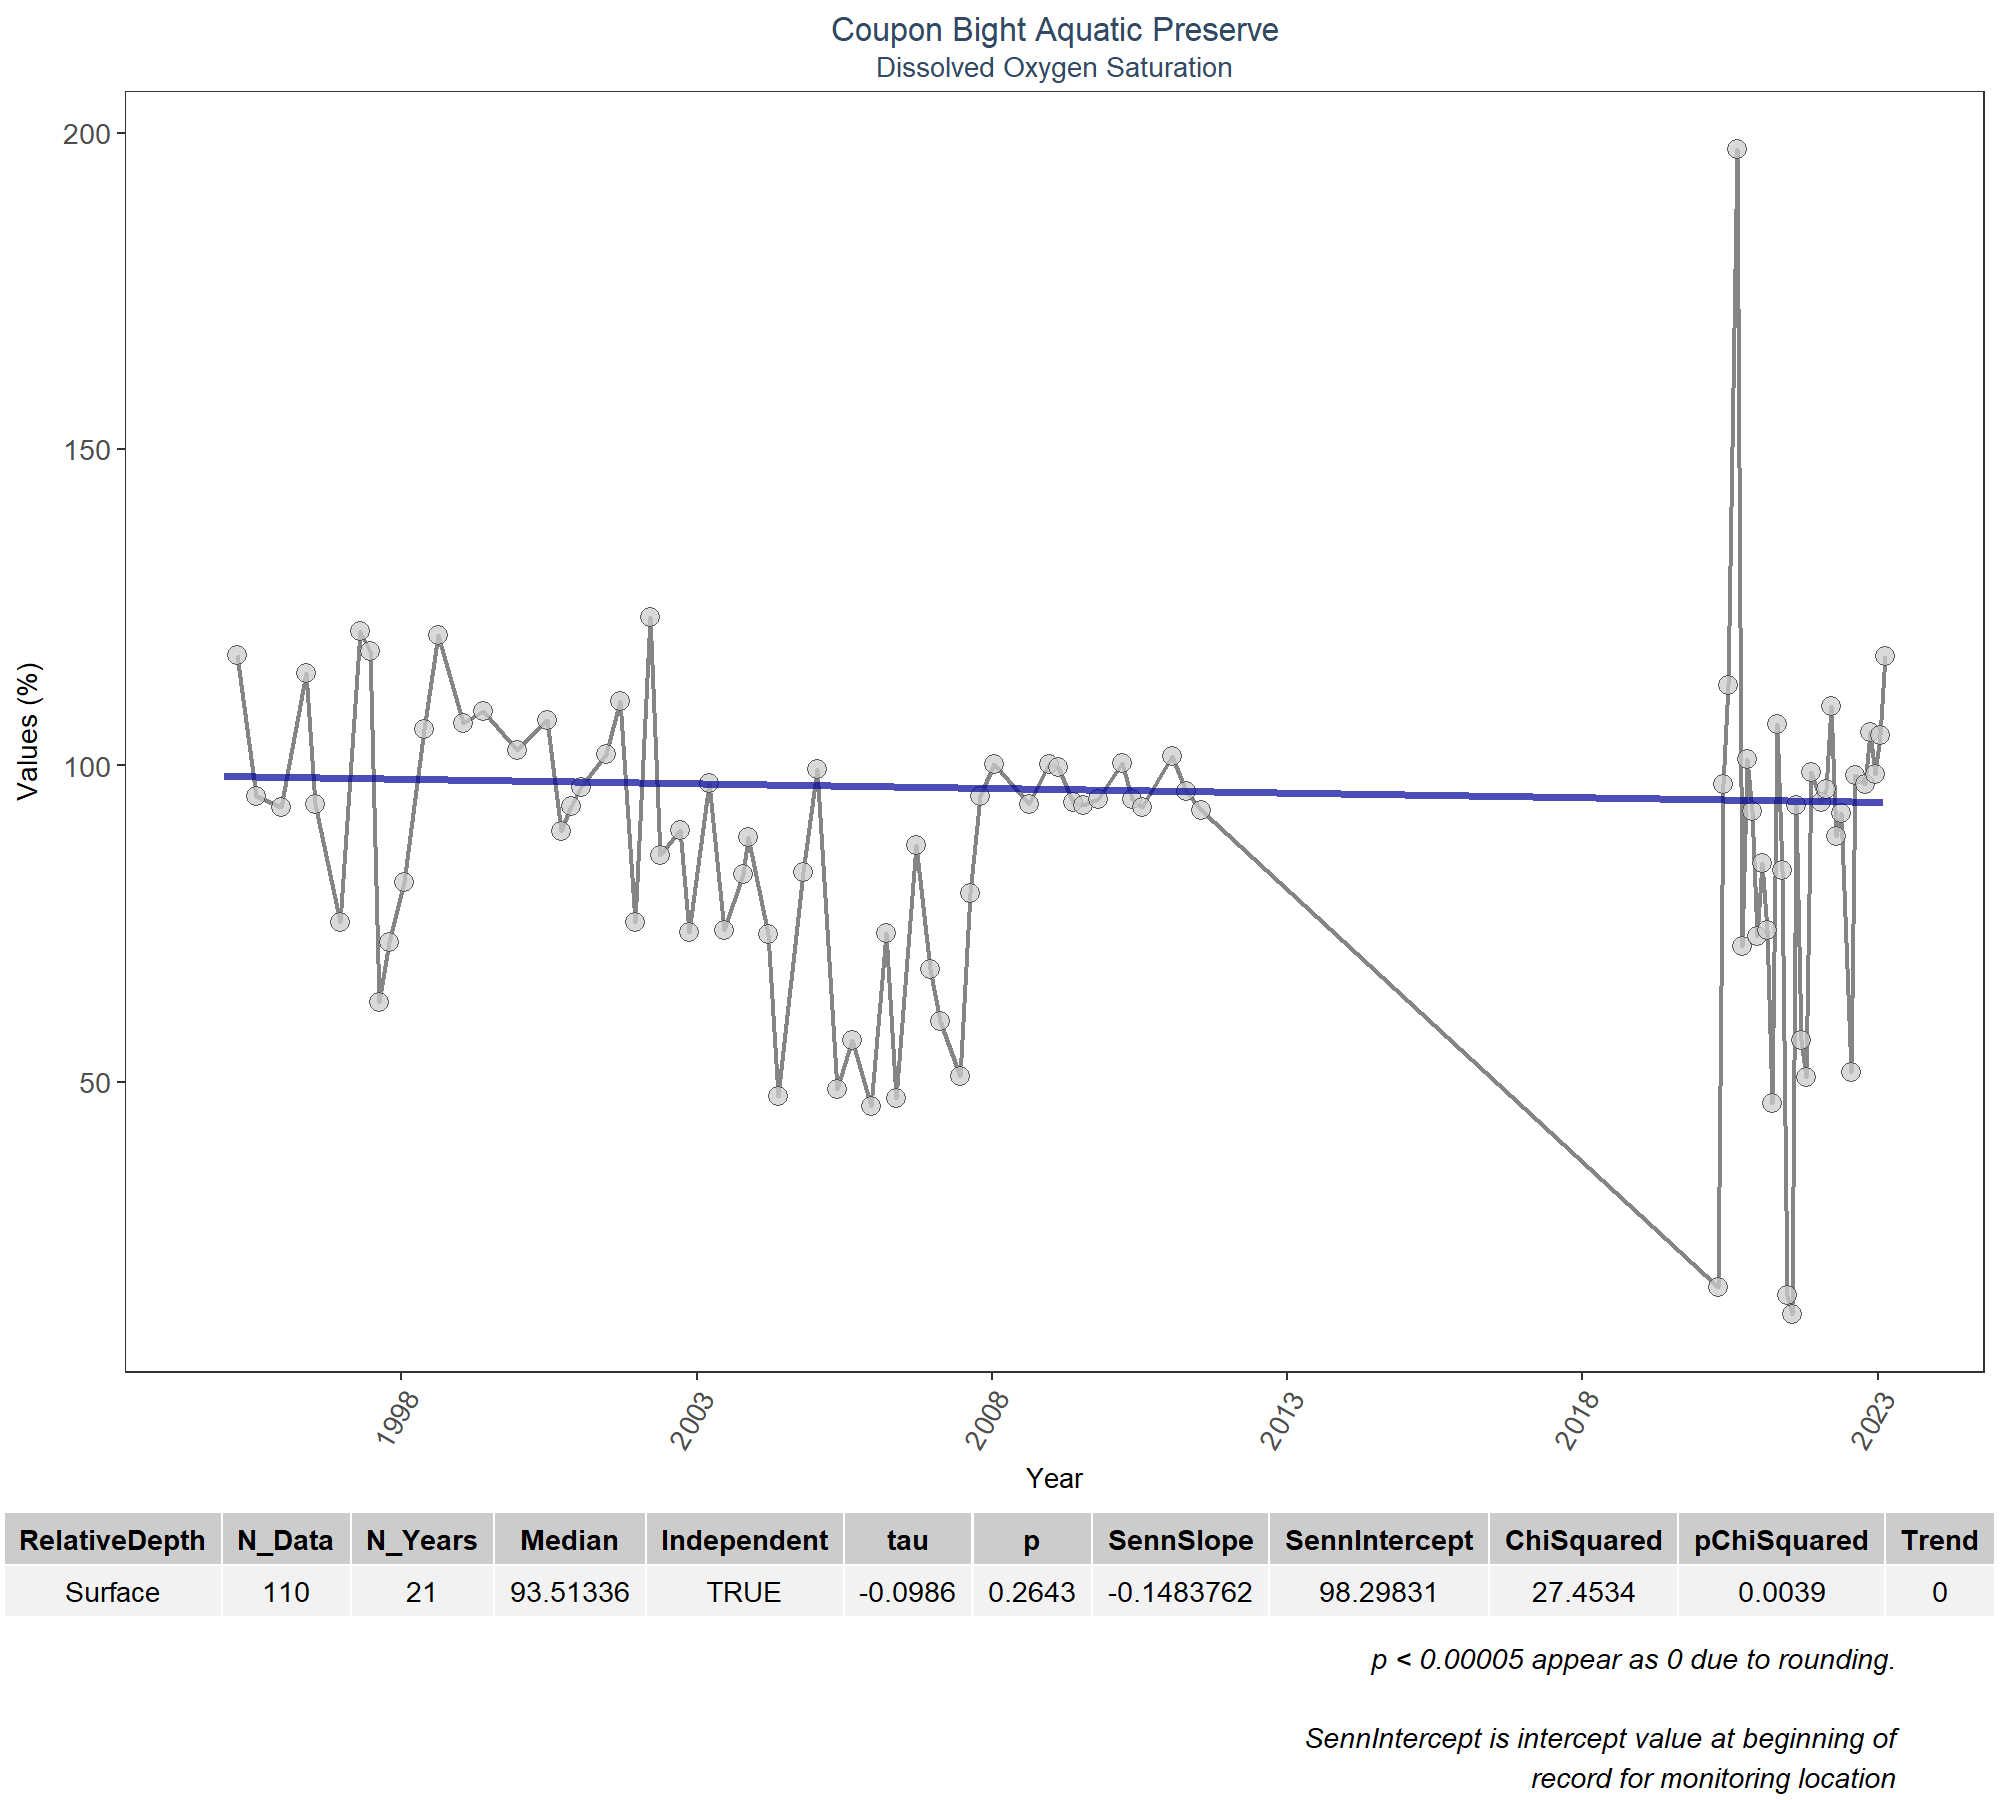 Coupon Bight Aquatic Preserve
Dissolved Oxygen Saturation
200
150
100
50
Values (%)
1998
2003
2008
2013
2018
2023
Year
RelativeDepth N_Data N_Years Median Independent tau p SennSlope SennIntercept ChiSquared pChiSquared Trend
Surface 110 21 93.51336 TRUE -0.0986 0.2643 -0.1483762 98.29831 27.4534 0.0039 0
p < 0.00005 appear as 0 due to rounding.
SennIntercept is intercept value at beginning of
record for monitoring location